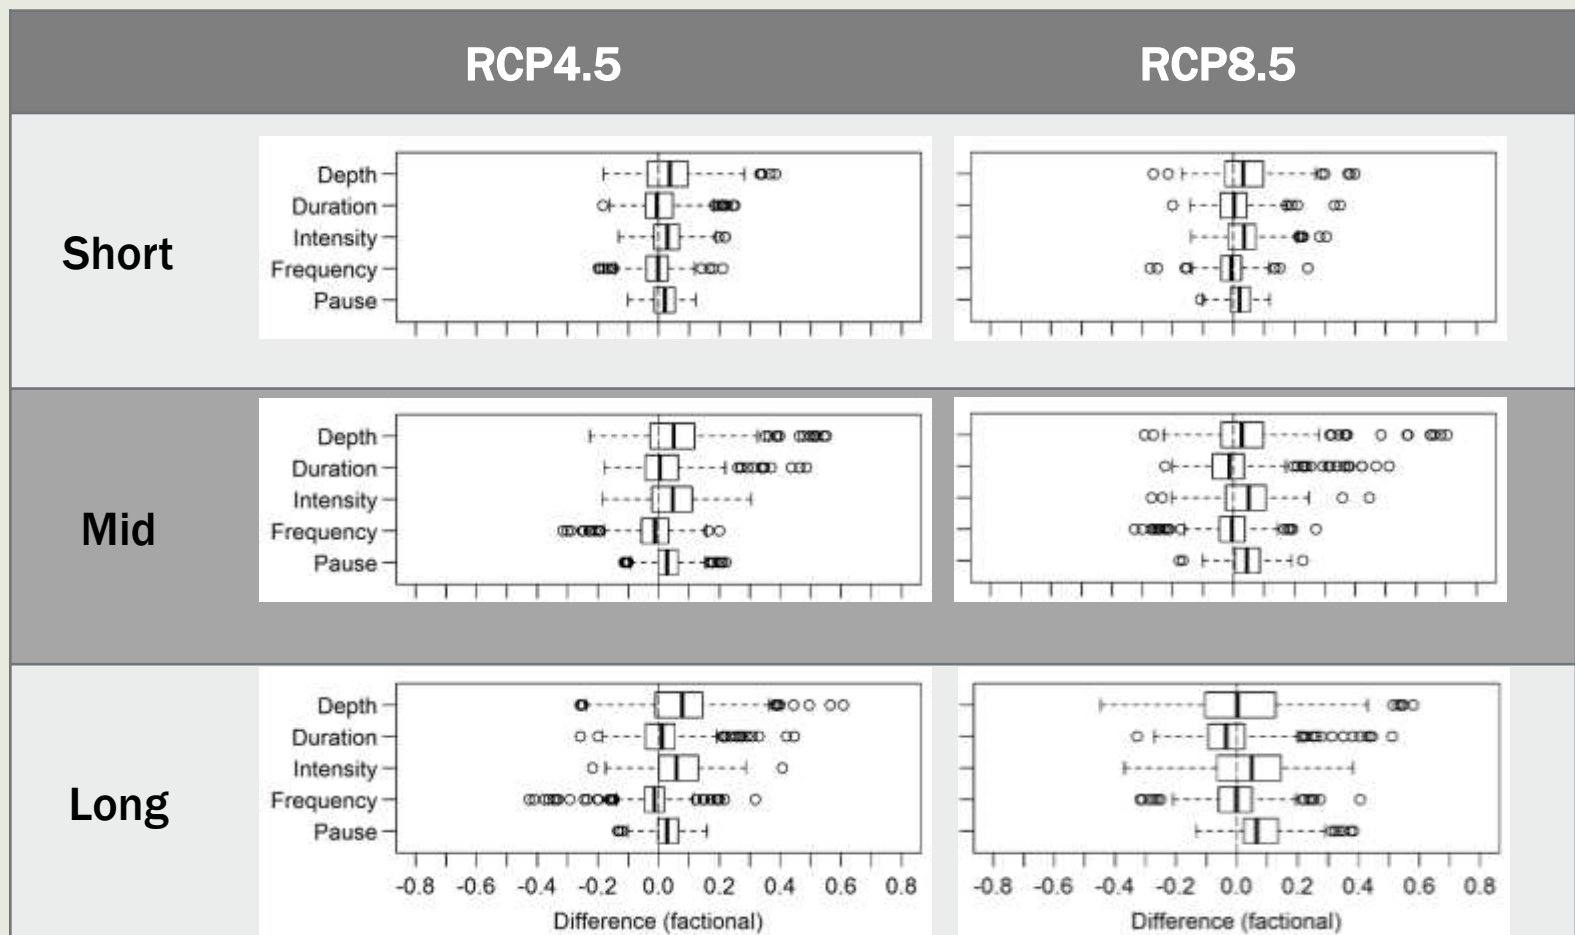 RCP4.5
RCP8.5
Short
Depth
Duration
Intensity
Frequency
Pause
Mid
Depth
Duration
Intensity
Frequency
Pause
Long
Depth
Duration
Intensity
Frequency
Pause
-0.8 -0.6 -0.4 -0.2 0.0 0.2 0.4 0.6 0.8
Difference (factional)
-0.8 -0.6 -0.4 -0.2 0.0 0.2 0.4 0.6 0.8
Difference (factional)